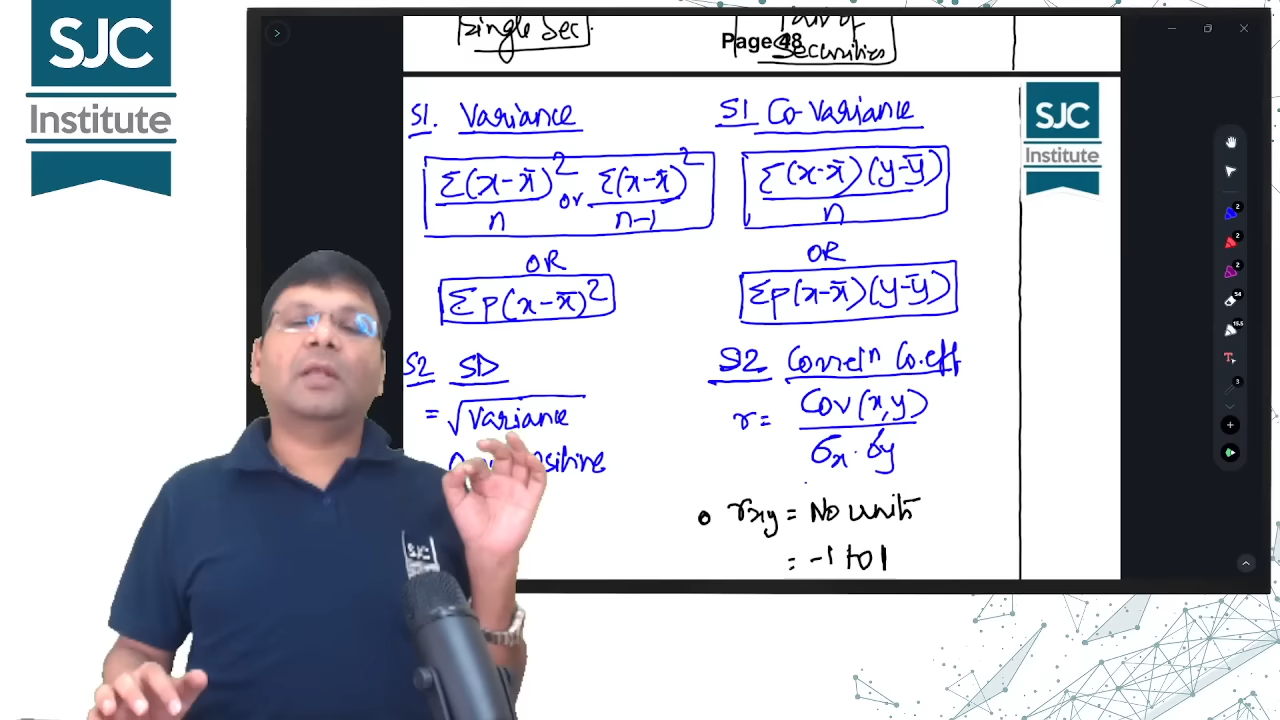 SJC
Institute
Single Sec.
Pair of
Page 48
Securities
S1. Variance
Σ(x-x̄)² / n or Σ(x-x̄)² / n-1
OR
Σp(x-x̄)²
S2 SD
= √Variance
S1 Co-Variance
Σ(x-x̄)(y-ȳ) / n
OR
Σp(x-x̄)(y-ȳ)
S2 Correln Co.eff
r = Cov(x,y) / σx · σy
• rxy = No units
= -1 to 1
SJC
Institute
SJC